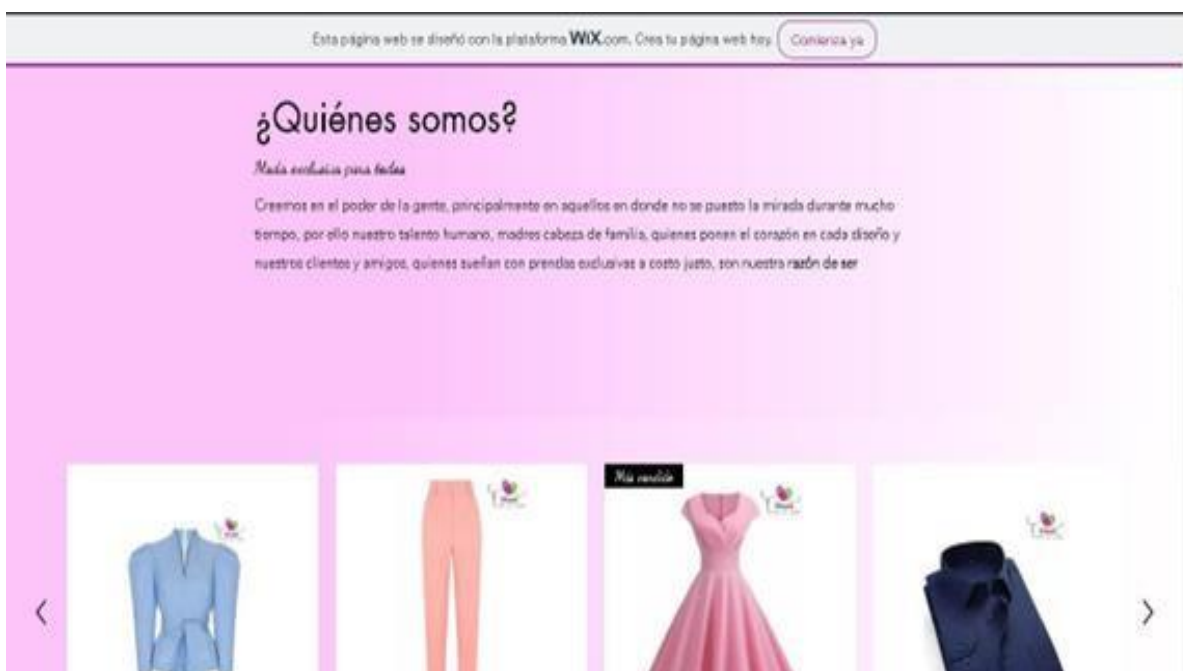 Esta página web se diseñó con la plataforma WiX.com. Crea tu página web hoy. Comienza ya
¿Quiénes somos?
Moda exclusiva para todos
Creemos en el poder de la gente, principalmente en aquellos en donde no se puesto la mirada durante mucho
tiempo, por ello nuestro talento humano, madres cabeza de familia, quienes ponen el corazón en cada diseño y
nuestros clientes y amigos, quienes sueñan con prendas exclusivas a costo justo, son nuestra razón de ser
Más vendido